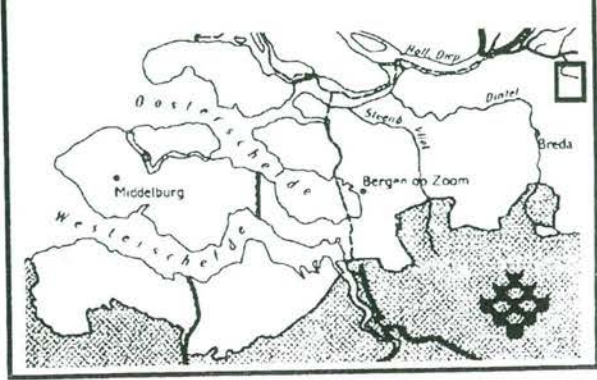 Holl. Diep
Oosterschelde
Dintel
Steenb Vliet
Breda
Middelburg
Bergen op Zoom
Westerschelde